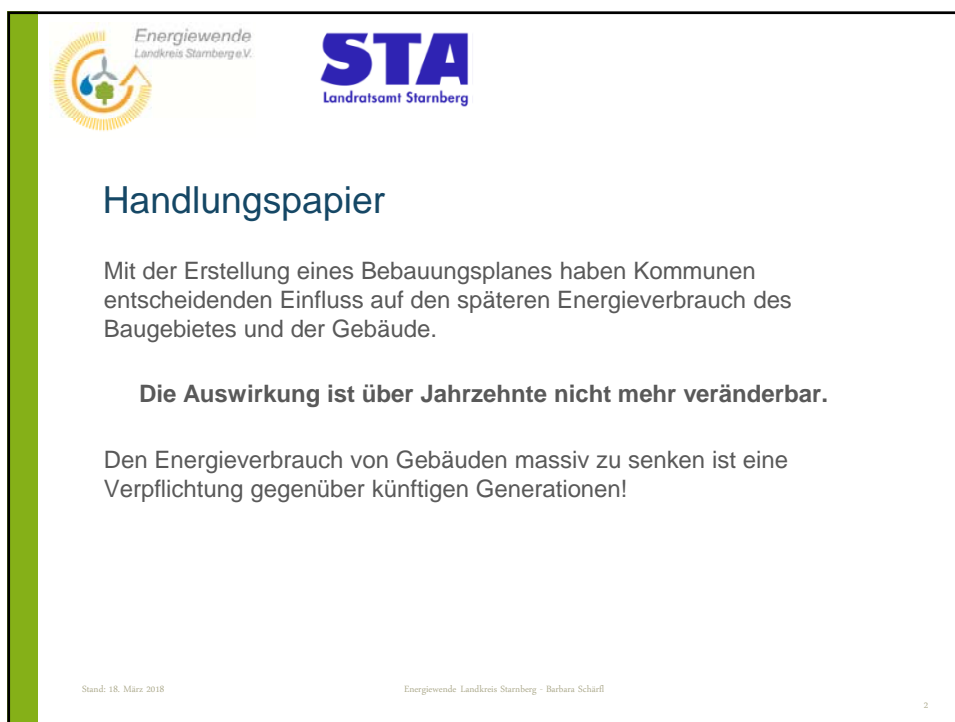 Energiewende
Landkreis Starnberg e.V.
STA
Landratsamt Starnberg
Handlungspapier
Mit der Erstellung eines Bebauungsplanes haben Kommunen
entscheidenden Einfluss auf den späteren Energieverbrauch des
Baugebietes und der Gebäude.
Die Auswirkung ist über Jahrzehnte nicht mehr veränderbar.
Den Energieverbrauch von Gebäuden massiv zu senken ist eine
Verpflichtung gegenüber künftigen Generationen!
Stand: 18. März 2018
Energiewende Landkreis Starnberg - Barbara Schärfl
2